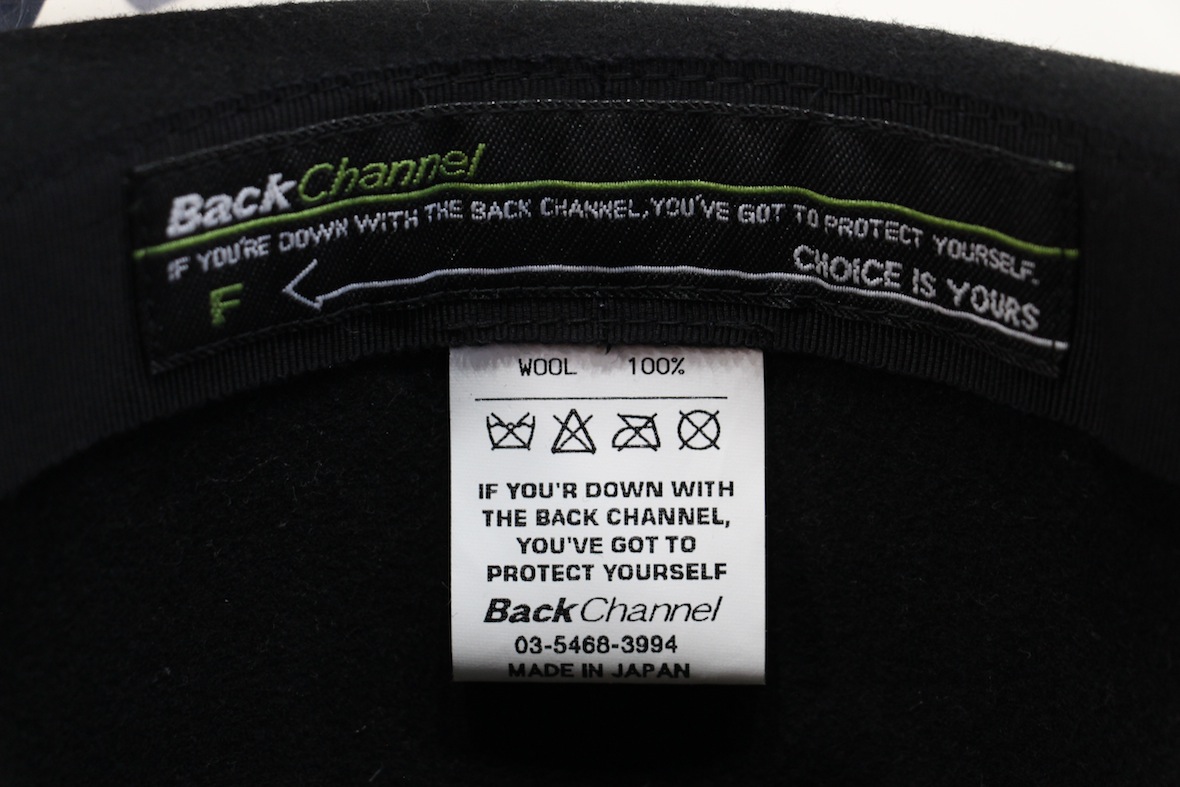 BackChannel
IF YOU'RE DOWN WITH THE BACK CHANNEL,YOU'VE GOT TO PROTECT YOURSELF.
CHOICE IS YOURS
F
WOOL 100%
IF YOU'R DOWN WITH
THE BACK CHANNEL,
YOU'VE GOT TO
PROTECT YOURSELF
BackChannel
03-5468-3994
MADE IN JAPAN